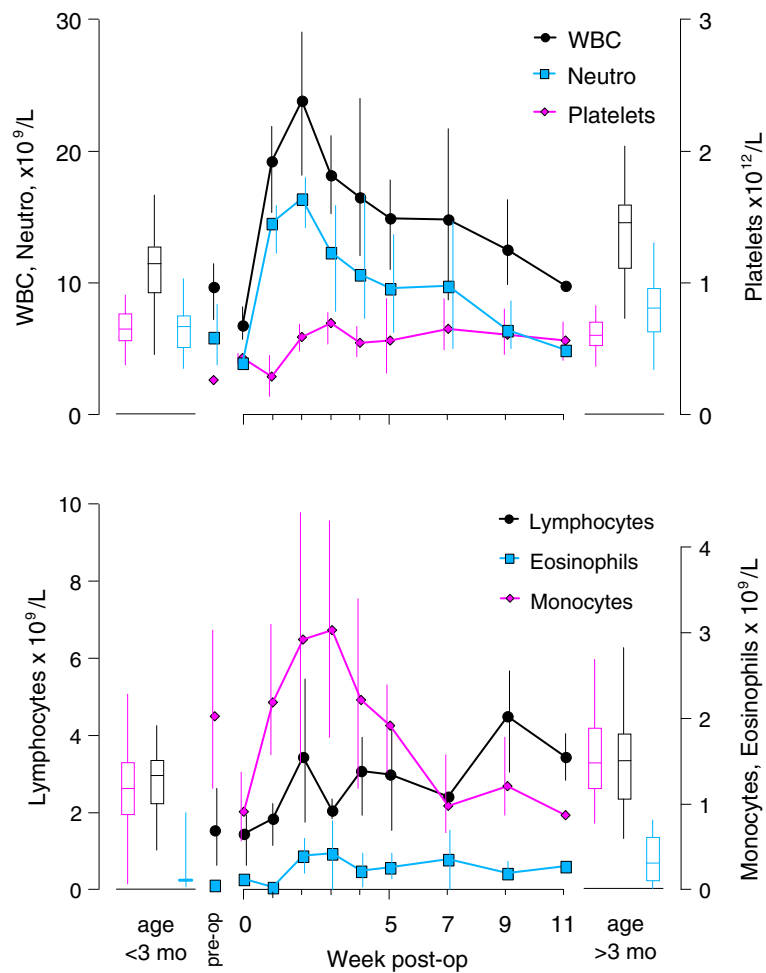 30
20
10
0
WBC, Neutro, x10⁹/L
WBC
Neutro
Platelets
3
2
1
0
Platelets x10¹²/L
10
8
6
4
2
0
Lymphocytes x 10⁹/L
Lymphocytes
Eosinophils
Monocytes
4
3
2
1
0
Monocytes, Eosinophils x 10⁹/L
age
<3 mo
pre-op
0 5 7 9 11
Week post-op
age
>3 mo